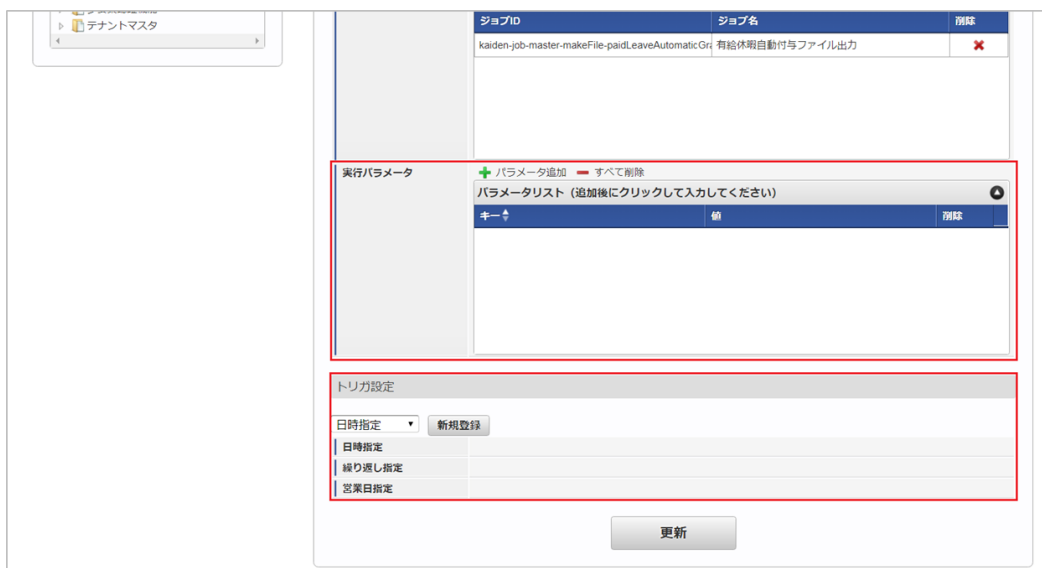 テナントマスタ
ジョブID ジョブ名 削除
kaiden-job-master-makeFile-paidLeaveAutomaticGra 有給休暇自動付与ファイル出力
実行パラメータ
パラメータ追加 すべて削除
パラメータリスト（追加後にクリックして入力してください）
キー 値 削除
トリガ設定
日時指定 新規登録
日時指定
繰り返し指定
営業日指定
更新